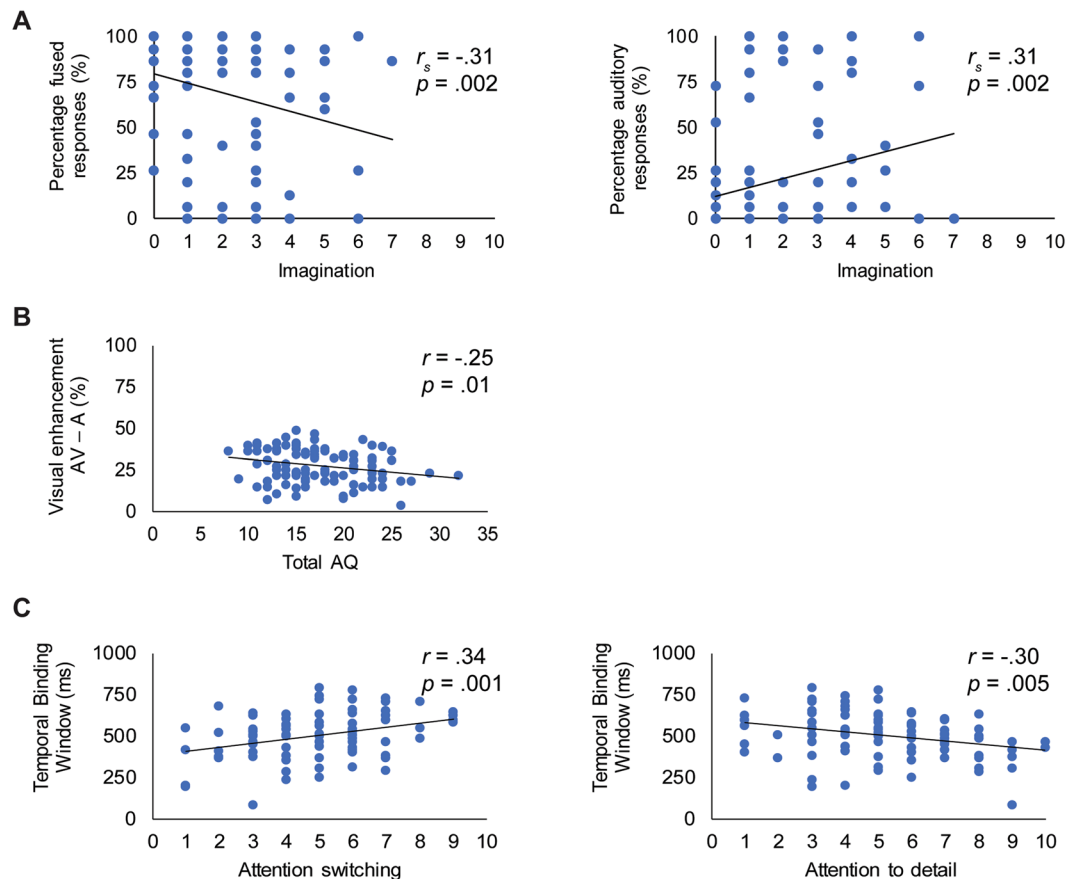 A
Percentage fused
responses (%)
100
75
50
25
0
0 1 2 3 4 5 6 7 8 9 10
Imagination
rs = -.31
p = .002
Percentage auditory
responses (%)
100
75
50
25
0
0 1 2 3 4 5 6 7 8 9 10
Imagination
rs = .31
p = .002
B
Visual enhancement
AV – A (%)
100
75
50
25
0
0 5 10 15 20 25 30 35
Total AQ
r = -.25
p = .01
C
Temporal Binding
Window (ms)
1000
750
500
250
0
0 1 2 3 4 5 6 7 8 9 10
Attention switching
r = .34
p = .001
Temporal Binding
Window (ms)
1000
750
500
250
0
0 1 2 3 4 5 6 7 8 9 10
Attention to detail
r = -.30
p = .005